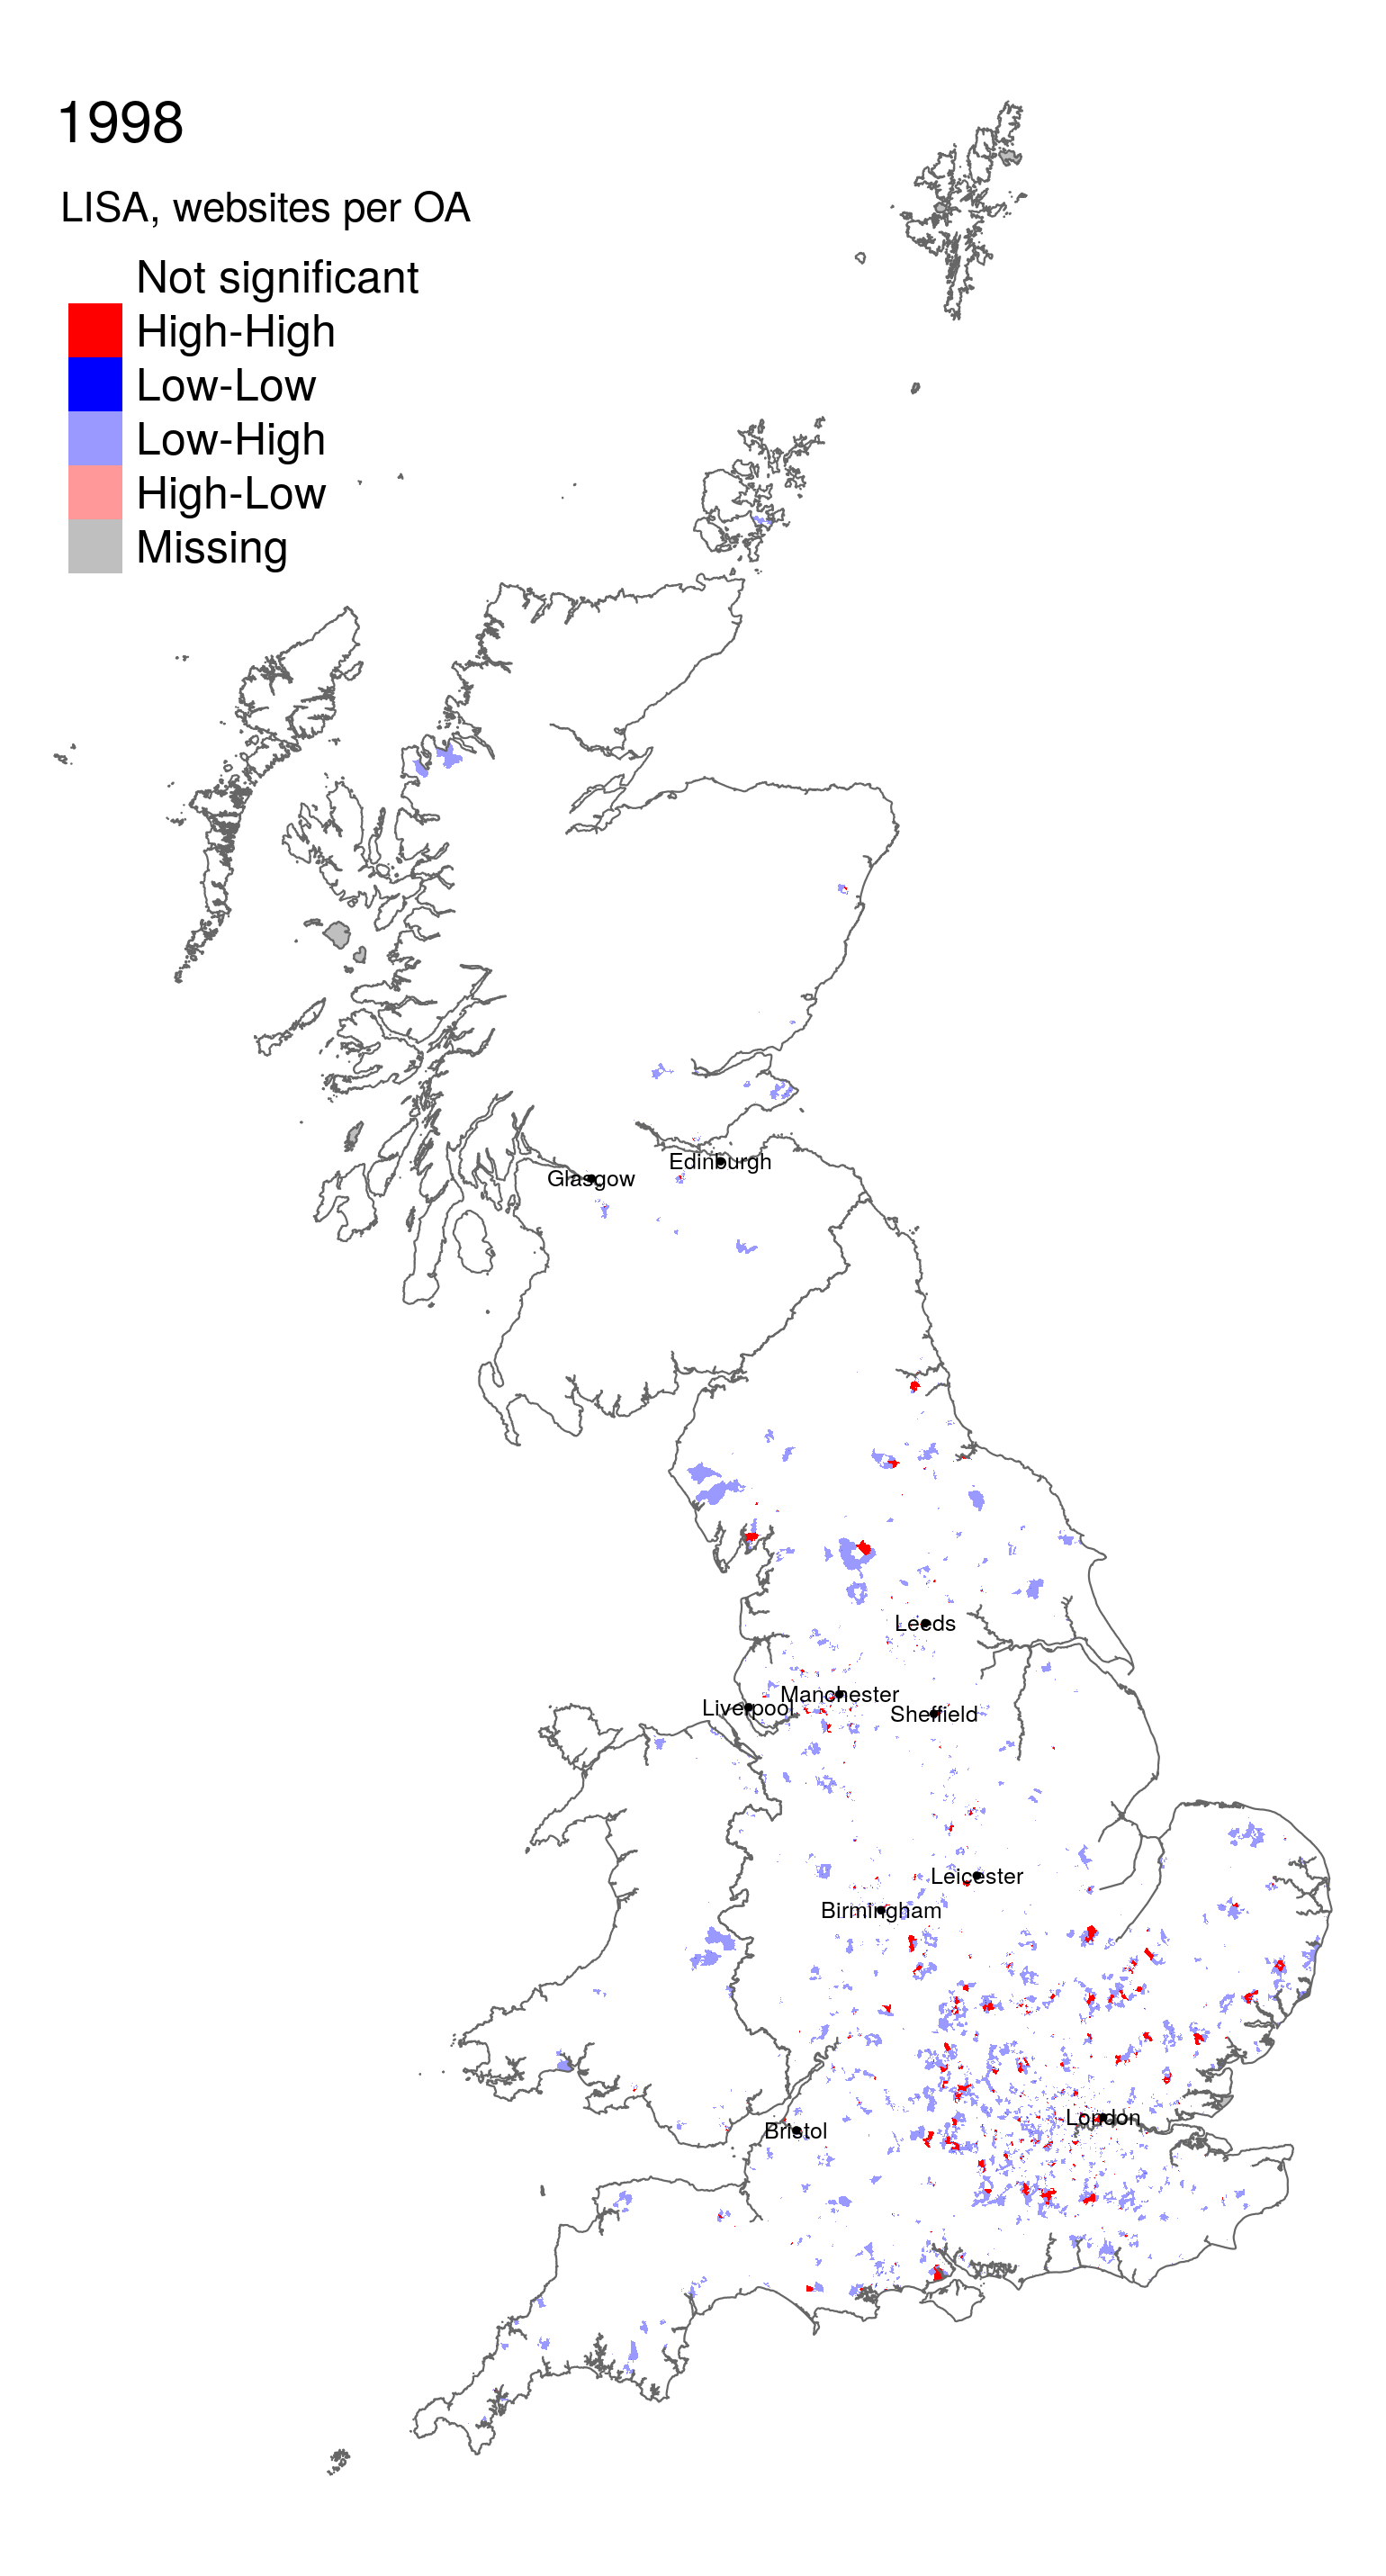 1998
LISA, websites per OA
Not significant
High-High
Low-Low
Low-High
High-Low
Missing
Edinburgh
Glasgow
Leeds
Manchester
Liverpool
Sheffield
Leicester
Birmingham
London
Bristol